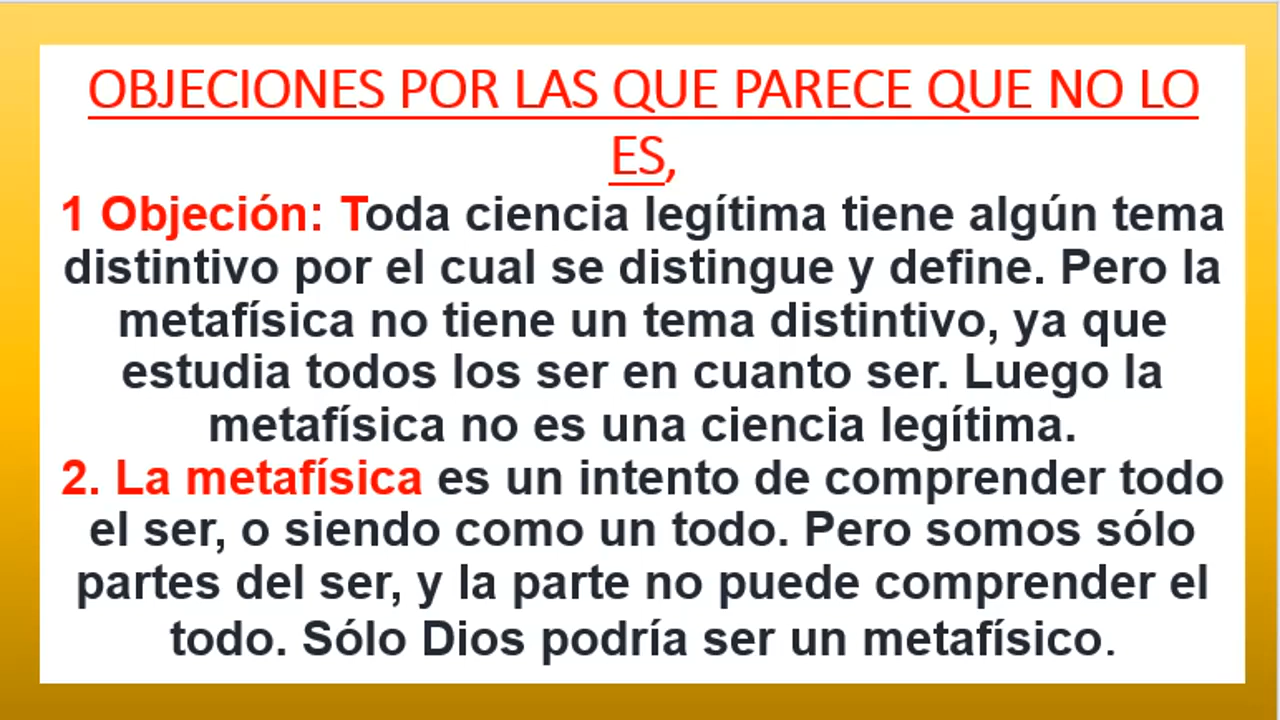 OBJECIONES POR LAS QUE PARECE QUE NO LO
ES,
1 Objeción: Toda ciencia legítima tiene algún tema
distintivo por el cual se distingue y define. Pero la
metafísica no tiene un tema distintivo, ya que
estudia todos los ser en cuanto ser. Luego la
metafísica no es una ciencia legítima.
2. La metafísica es un intento de comprender todo
el ser, o siendo como un todo. Pero somos sólo
partes del ser, y la parte no puede comprender el
todo. Sólo Dios podría ser un metafísico.